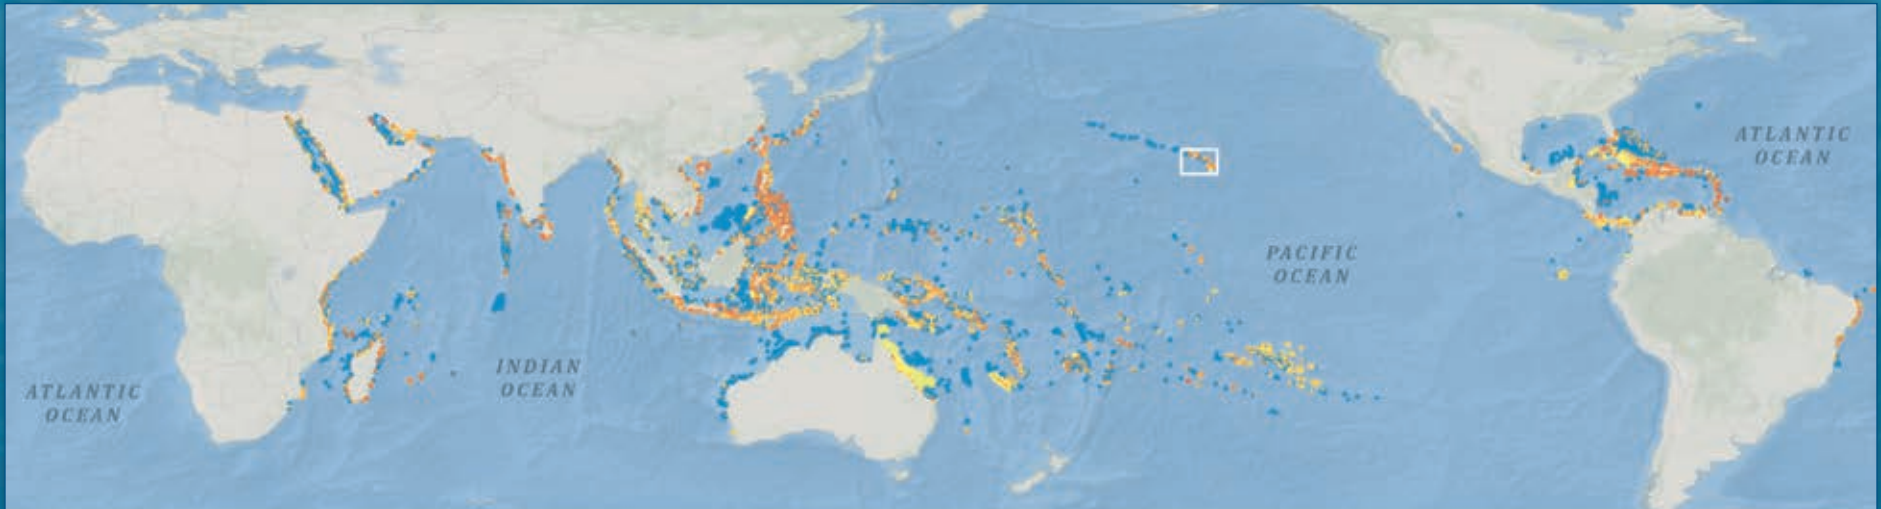 ATLANTIC
OCEAN
PACIFIC
OCEAN
INDIAN
OCEAN
ATLANTIC
OCEAN